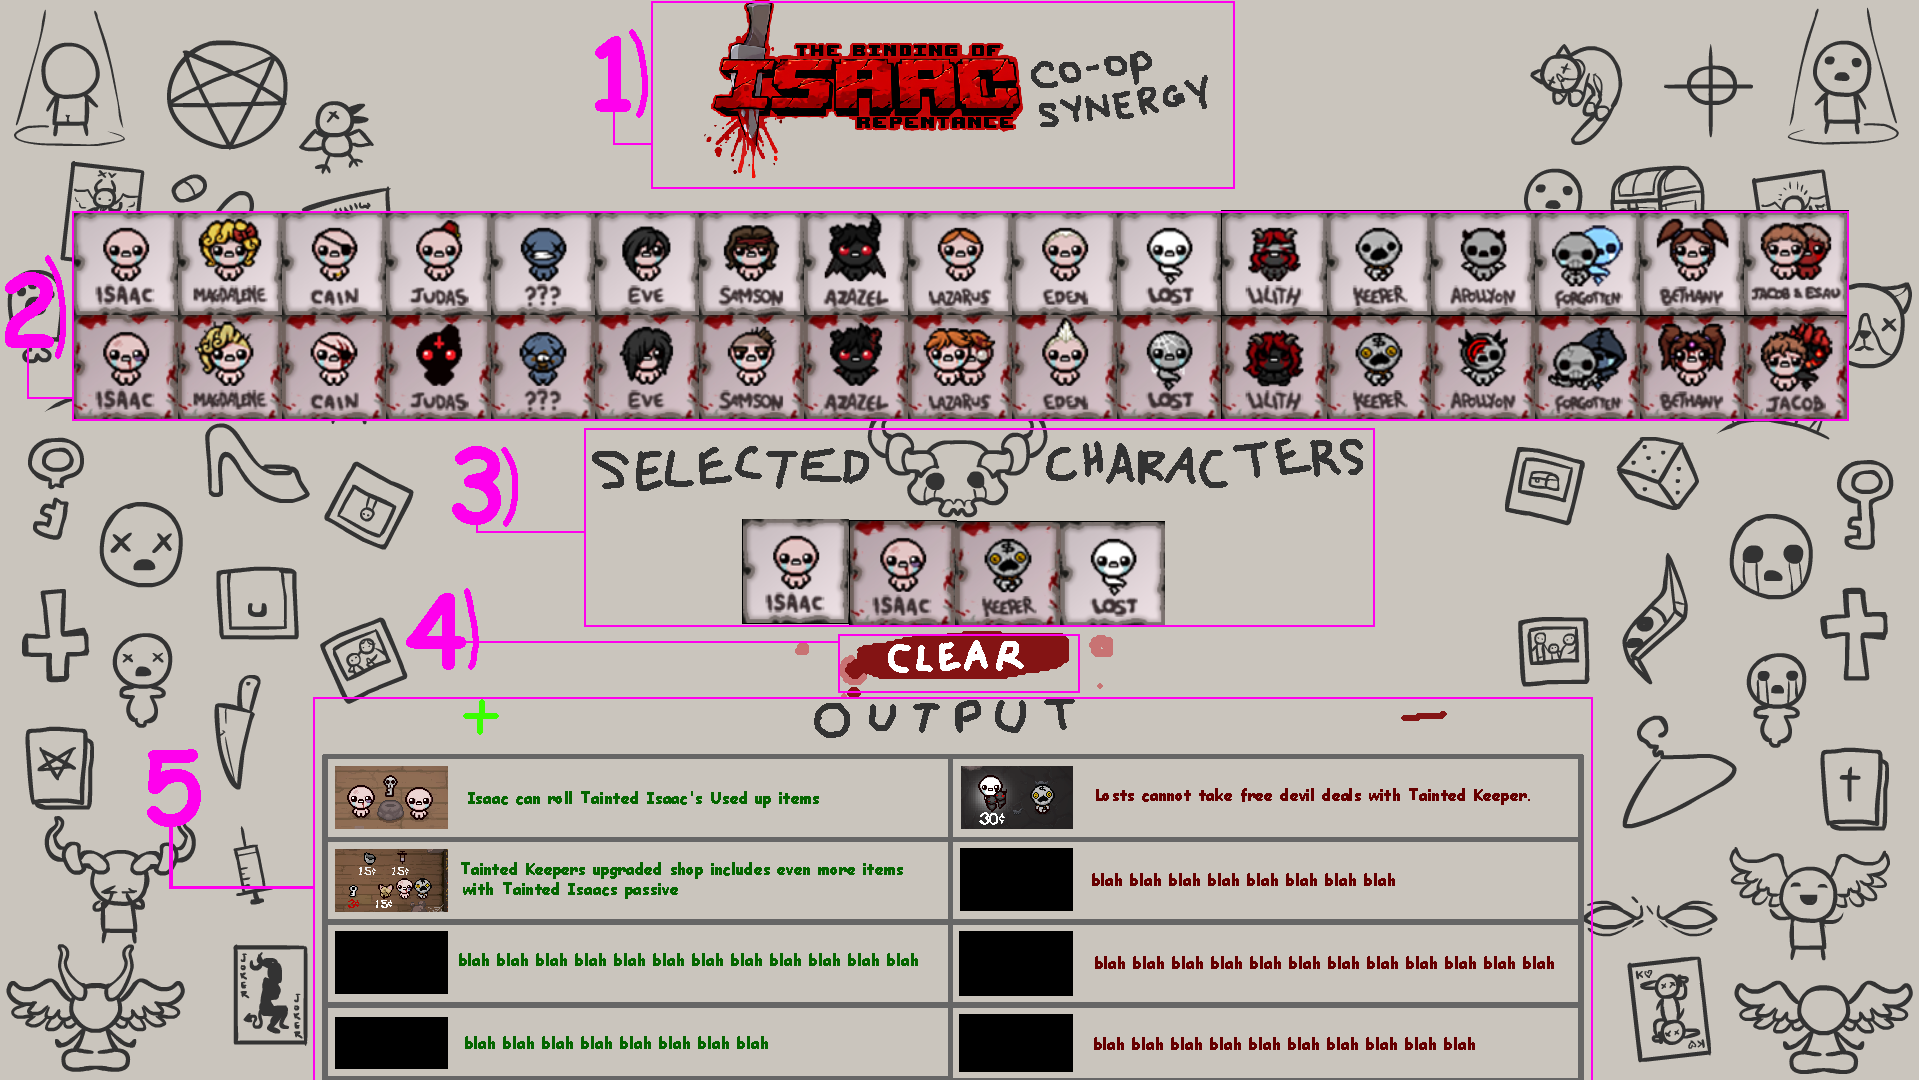 1)
THE BINDING OF
ISAAC
REPENTANCE
CO-OP
SYNERGY
2)
ISAAC MAGDALENE CAIN JUDAS ??? EVE SAMSON AZAZEL LAZARUS EDEN LOST LILITH KEEPER APOLLYON FORGOTTEN BETHANY JACOB & ESAU
ISAAC MAGDALENE CAIN JUDAS ??? EVE SAMSON AZAZEL LAZARUS EDEN LOST LILITH KEEPER APOLLYON FORGOTTEN BETHANY JACOB
3)
SELECTED CHARACTERS
ISAAC ISAAC KEEPER LOST
4)
CLEAR
+ OUTPUT -
5
Isaac can roll Tainted Isaac's Used up items
30¢
Losts cannot take free devil deals with Tainted Keeper.
15¢ 15¢
3¢ 15¢
Tainted Keepers upgraded shop includes even more items
with Tainted Isaacs passive
blah blah blah blah blah blah blah blah
blah blah blah blah blah blah blah blah blah blah blah blah
blah blah blah blah blah blah blah blah blah blah blah blah
blah blah blah blah blah blah blah blah
blah blah blah blah blah blah blah blah blah blah
JOKER
JOKER
K
K